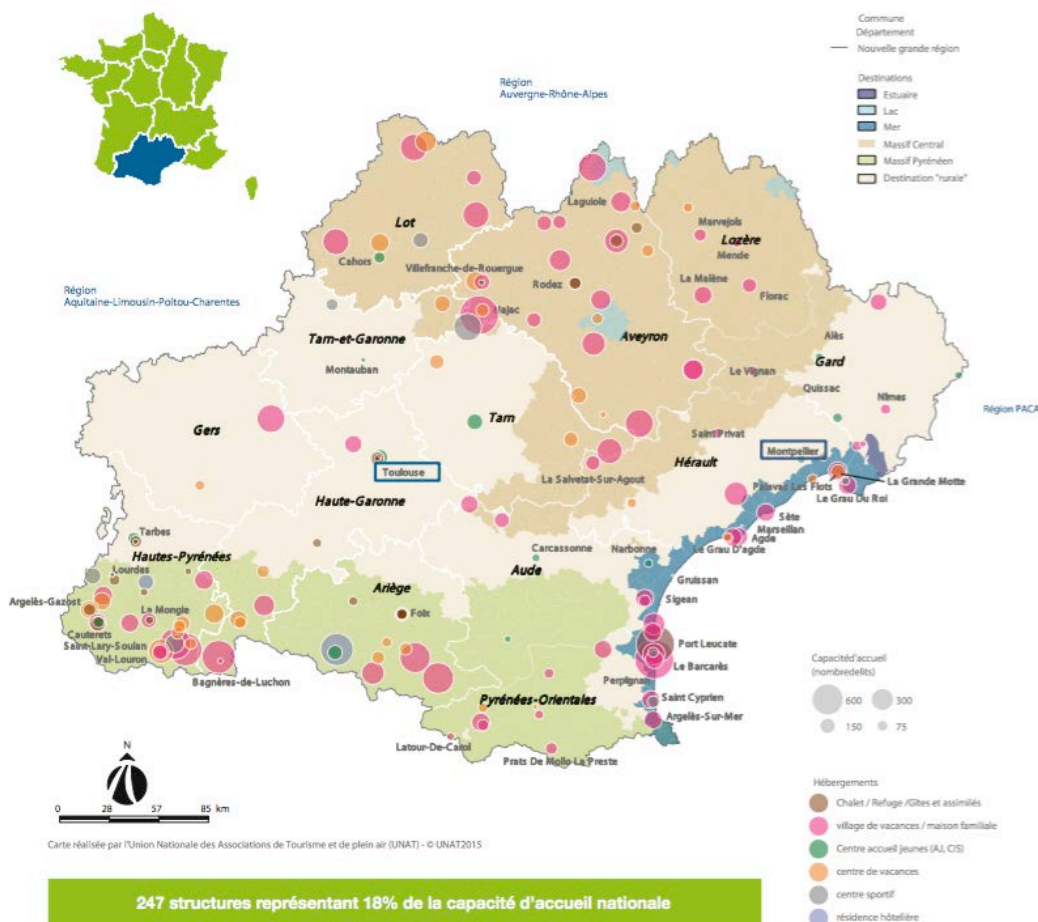 Commune
Département
Nouvelle grande région
Destinations
Estuaire
Lac
Mer
Massif Central
Massif Pyrénéen
Destination "rurale"
Région
Auvergne-Rhône-Alpes
Région
Aquitaine-Limousin-Poitou-Charentes
Région PACA
Lot
Cahors
Villefranche-de-Rouergue
Najac
Laguiole
Rodez
Aveyron
Marvejols
Lozère
Mende
La Malène
Florac
Alès
Gard
Le Vignan
Quissac
Nîmes
Tarn-et-Garonne
Montauban
Gers
Tarn
Toulouse
Haute-Garonne
Saint Privat
Montpellier
Hérault
La Salvetat-Sur-Agout
La Grande Motte
Palavas Les Flots
Le Grau Du Roi
Sète
Marseillan
Agde
Le Grau D'agde
Tarbes
Hautes-Pyrénées
Lourdes
Argelès-Gazost
La Mongie
Cauterets
Saint-Lary-Soulan
Val-Louron
Bagnères-de-Luchon
Ariège
Foix
Carcassonne
Aude
Narbonne
Gruissan
Sigean
Port Leucate
Le Barcarès
Perpignan
Pyrénées-Orientales
Saint Cyprien
Argelès-Sur-Mer
Latour-De-Carol
Prats De Mollo La Preste
Capacitéd'accueil
(nombredelits)
600 300
150 75
N
0 28 57 85 km
Hébergements
Chalet / Refuge /Gîtes et assimilés
village de vacances / maison familiale
Centre accueil jeunes (AJ, CIS)
centre de vacances
centre sportif
résidence hôtelière
Carte réalisée par l'Union Nationale des Associations de Tourisme et de plein air (UNAT) - © UNAT2015
247 structures représentant 18% de la capacité d'accueil nationale